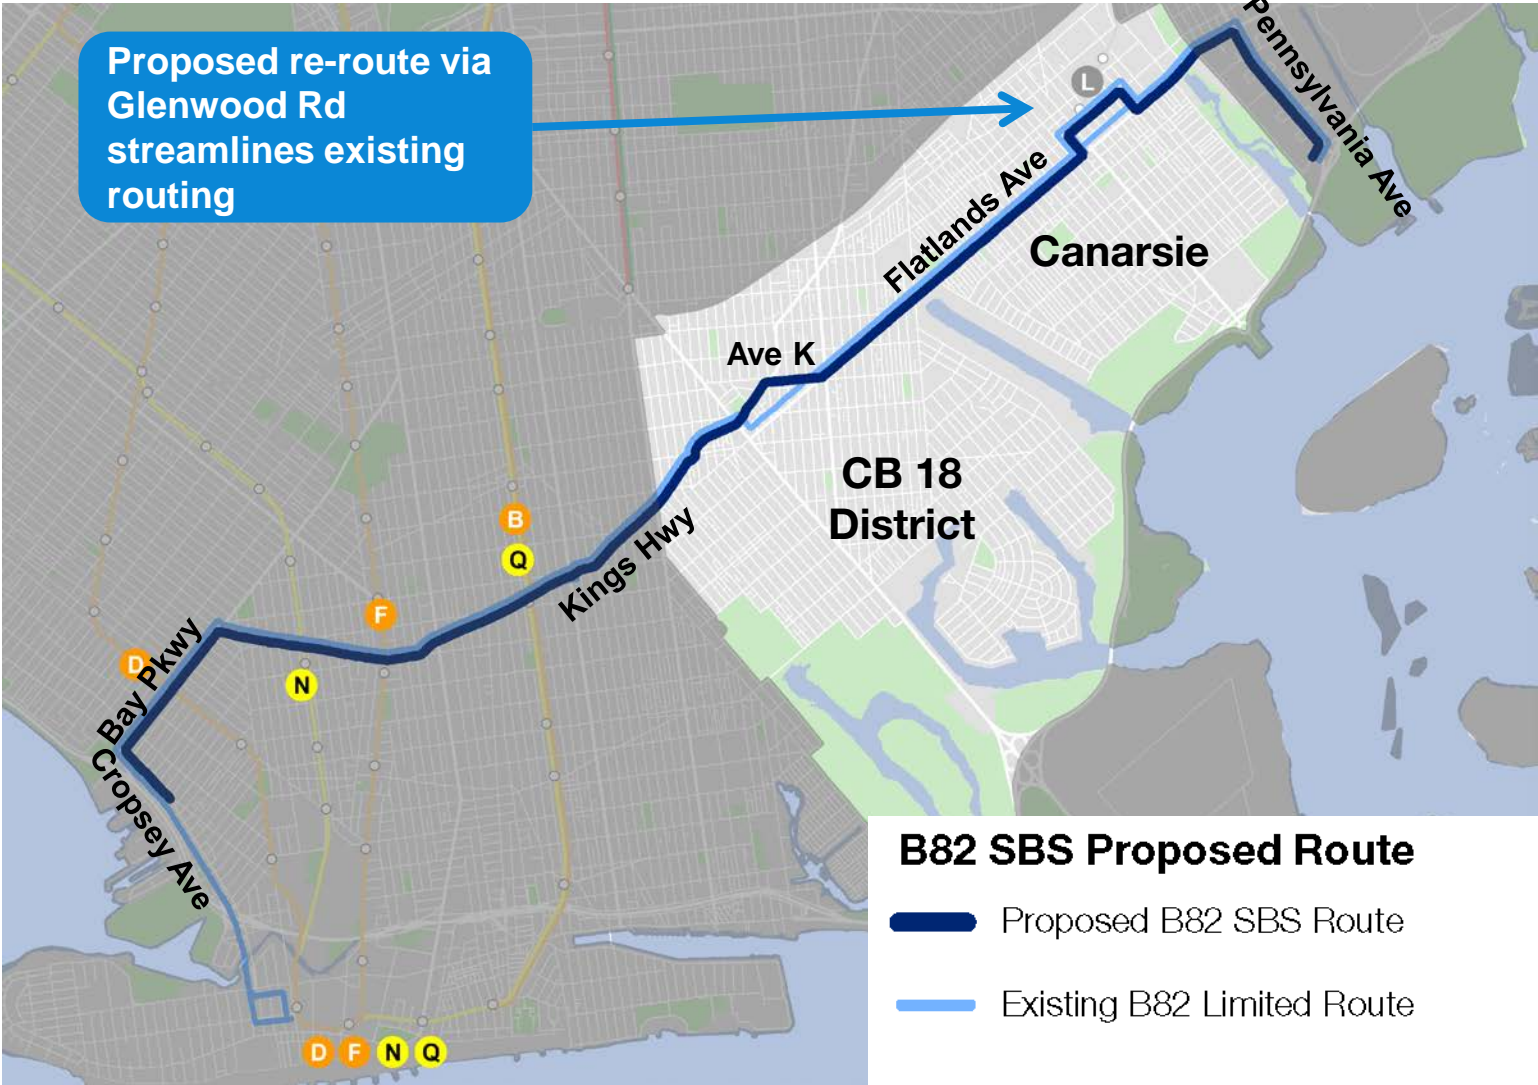 Proposed re-route via
Glenwood Rd
streamlines existing
routing
Pennsylvania Ave
L
Flatlands Ave
Canarsie
Ave K
CB 18
District
B
Q
Kings Hwy
F
D
Bay Pkwy
N
Cropsey Ave
D F N Q
B82 SBS Proposed Route
Proposed B82 SBS Route
Existing B82 Limited Route